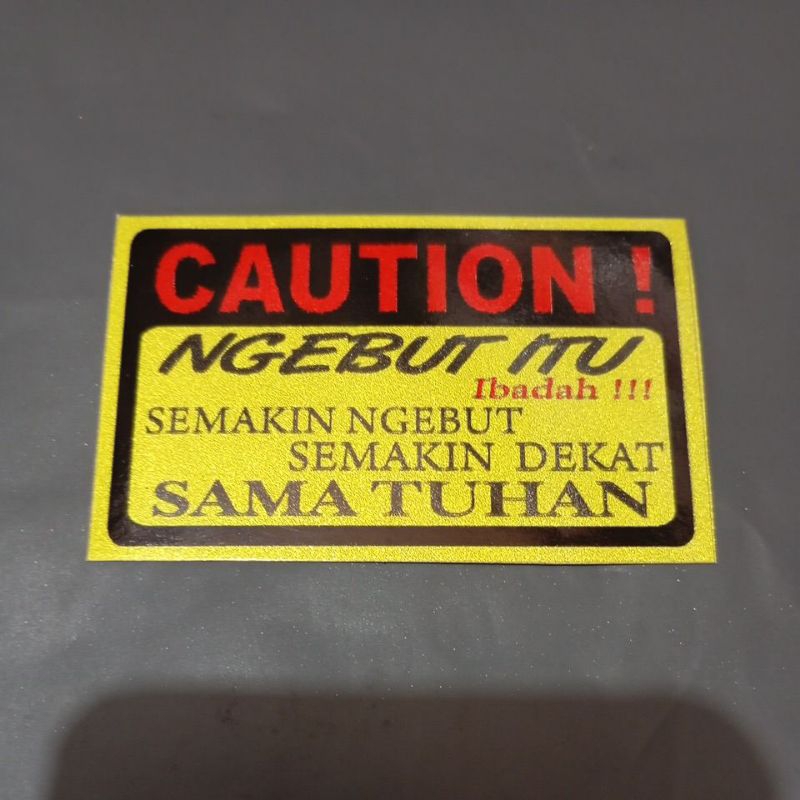 CAUTION !
NGEBUT ITU
Ibadah !!!
SEMAKIN NGEBUT
SEMAKIN DEKAT
SAMA TUHAN